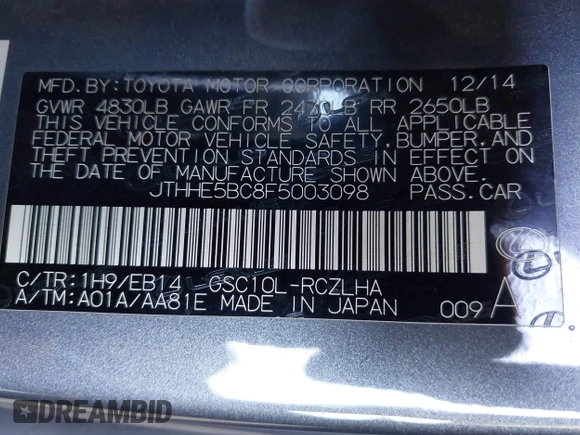 MFD.BY:TOYOTA MOTOR CORPORATION 12/14
GVWR 4830LB GAWR FR 2470LB RR 2650LB
THIS VEHICLE CONFORMS TO ALL APPLICABLE
FEDERAL MOTOR VEHICLE SAFETY,BUMPER,AND
THEFT PREVENTION STANDARDS IN EFFECT ON
THE DATE OF MANUFACTURE SHOWN ABOVE.
JTHHE5BC8F5003098 PASS.CAR
C/TR:1H9/EB14 GSC10L-RCZLHA
A/TM:A01A/AA81E MADE IN JAPAN 009 A
DREAMBID